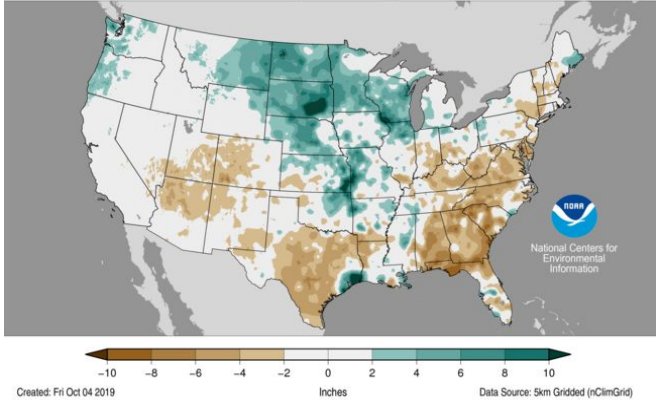 NOAA
National Centers for
Environmental
Information
−10 −8 −6 −4 −2 0 2 4 6 8 10
Created: Fri Oct 04 2019 Inches Data Source: 5km Gridded (nClimGrid)